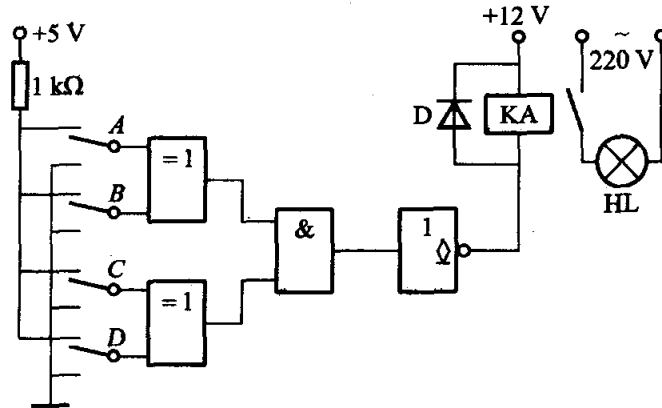 +5 V
1 kΩ
A
= 1
B
C
= 1
D
&
1
+12 V
D
KA
~
220 V
HL